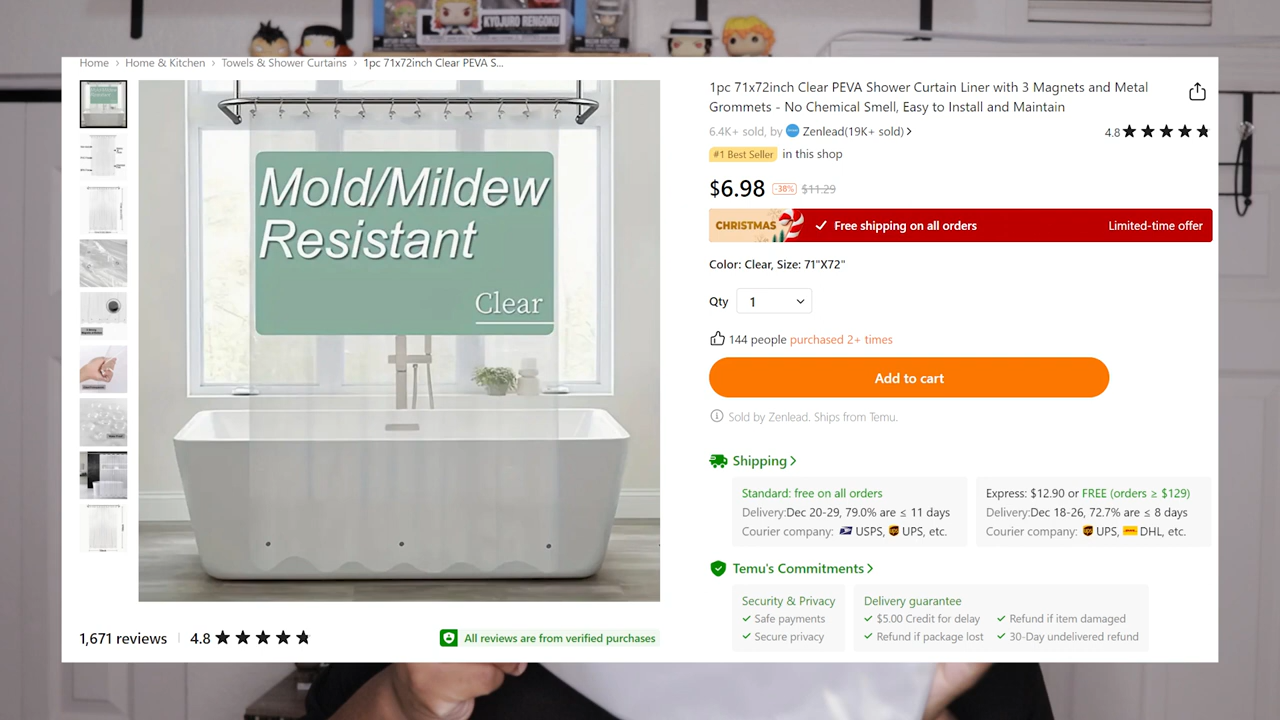 KYOJURO RENGOKU
Home › Home & Kitchen › Towels & Shower Curtains › 1pc 71x72inch Clear PEVA S...
1pc 71x72inch Clear PEVA Shower Curtain Liner with 3 Magnets and Metal
Grommets - No Chemical Smell, Easy to Install and Maintain
6.4K+ sold, by Zenlead(19K+ sold) >
4.8
#1 Best Seller in this shop
$6.98 -38% $11.29
CHRISTMAS Free shipping on all orders Limited-time offer
Color: Clear, Size: 71"X72"
Qty 1
144 people purchased 2+ times
Add to cart
Sold by Zenlead. Ships from Temu.
Mold/Mildew
Resistant
Clear
Shipping >
Standard: free on all orders
Delivery:Dec 20-29, 79.0% are ≤ 11 days
Courier company: USPS, UPS, etc.
Express: $12.90 or FREE (orders ≥ $129)
Delivery:Dec 18-26, 72.7% are ≤ 8 days
Courier company: UPS, DHL, etc.
Temu's Commitments >
Security & Privacy
Safe payments
Secure privacy
Delivery guarantee
$5.00 Credit for delay
Refund if item damaged
Refund if package lost
30-Day undelivered refund
1,671 reviews 4.8
All reviews are from verified purchases